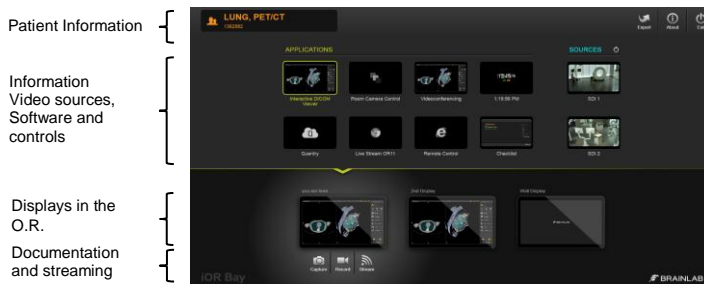 Patient Information
Information
Video sources,
Software and
controls
Displays in the
O.R.
Documentation
and streaming
LUNG, PET/CT
Export
About
APPLICATIONS
SOURCES
Interactive DICOM
Viewer
Room Camera Control
Videoconferencing
1:19:56 PM
SDI 1
Quentry
Live Stream OR11
Remote Control
Checklist
SDI 2
2nd Display
Wall Display
Capture
Record
Stream
iOR Bay
BRAINLAB